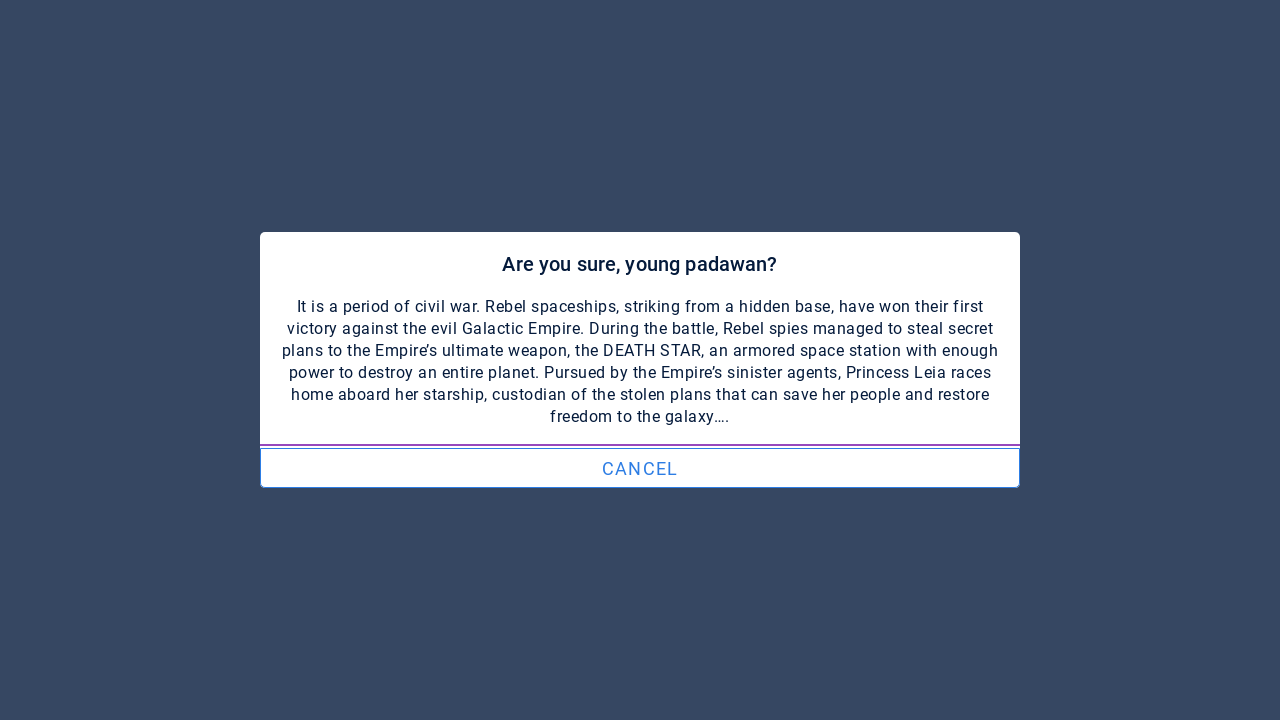 Are you sure, young padawan?
It is a period of civil war. Rebel spaceships, striking from a hidden base, have won their first
victory against the evil Galactic Empire. During the battle, Rebel spies managed to steal secret
plans to the Empire’s ultimate weapon, the DEATH STAR, an armored space station with enough
power to destroy an entire planet. Pursued by the Empire’s sinister agents, Princess Leia races
home aboard her starship, custodian of the stolen plans that can save her people and restore
freedom to the galaxy….
CANCEL